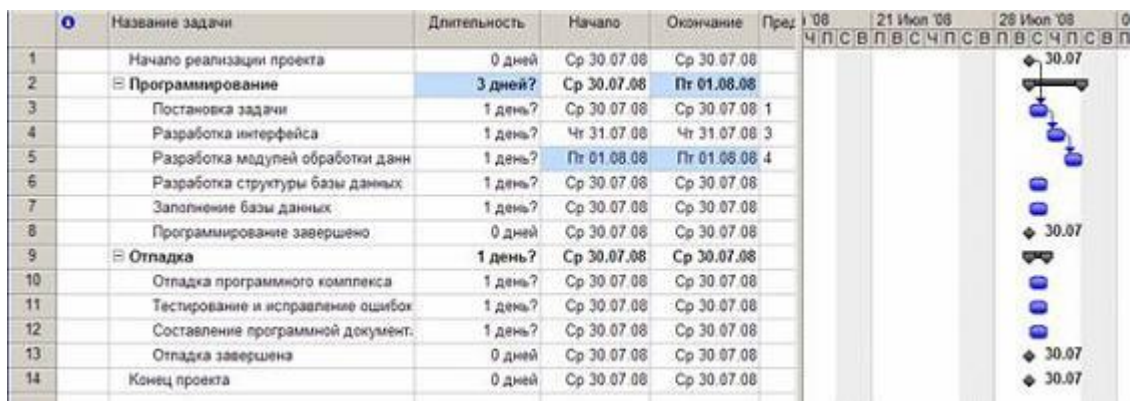 Название задачи Длительность Начало Окончание Пред '08 21 Июл '08 28 Июл '08 0
Ч П С В П В С Ч П С В П В С Ч П С В П
1 Начало реализации проекта 0 дней Ср 30.07.08 Ср 30.07.08 30.07
2 Программирование 3 дней? Ср 30.07.08 Пт 01.08.08
3 Постановка задачи 1 день? Ср 30.07.08 Ср 30.07.08 1
4 Разработка интерфейса 1 день? Чт 31.07.08 Чт 31.07.08 3
5 Разработка модулей обработки данн 1 день? Пт 01.08.08 Пт 01.08.08 4
6 Разработка структуры базы данных 1 день? Ср 30.07.08 Ср 30.07.08
7 Заполнение базы данных 1 день? Ср 30.07.08 Ср 30.07.08
8 Программирование завершено 0 дней Ср 30.07.08 Ср 30.07.08 30.07
9 Отладка 1 день? Ср 30.07.08 Ср 30.07.08
10 Отладка программного комплекса 1 день? Ср 30.07.08 Ср 30.07.08
11 Тестирование и исправление ошибок 1 день? Ср 30.07.08 Ср 30.07.08
12 Составление программной документ. 1 день? Ср 30.07.08 Ср 30.07.08
13 Отладка завершена 0 дней Ср 30.07.08 Ср 30.07.08 30.07
14 Конец проекта 0 дней Ср 30.07.08 Ср 30.07.08 30.07